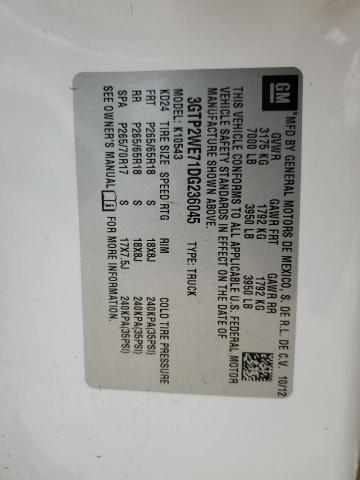 GM
MFD BY GENERAL MOTORS DE MEXICO, S. DE R.L. DE C.V. 10/12
GVWR GAWR FRT GAWR RR
3175 KG 1792 KG 1792 KG
7000 LB 3950 LB 3950 LB
THIS VEHICLE CONFORMS TO ALL APPLICABLE U.S. FEDERAL MOTOR
VEHICLE SAFETY STANDARDS IN EFFECT ON THE DATE OF
MANUFACTURE SHOWN ABOVE.
3GTP2WE71DG236045 TYPE: TRUCK
MODEL: K10543
KD24 TIRE SIZE SPEED RTG RIM COLD TIRE PRESSURE
FRT P265/65R18 S 18X8J 240KPA(35PSI)
RR P265/65R18 S 18X8J 240KPA(35PSI)
SPA P265/70R17 S 17X7.5J 240KPA(35PSI)
SEE OWNER'S MANUAL FOR MORE INFORMATION.